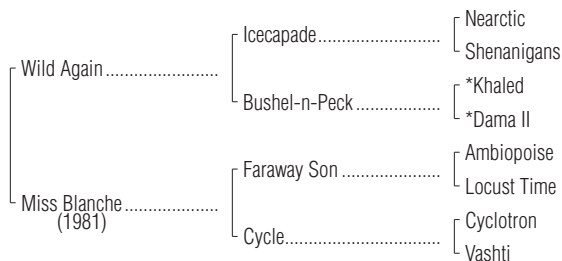 Nearctic
Icecapade
Shenanigans
Wild Again
*Khaled
Bushel-n-Peck
*Dama II
Ambiopoise
Faraway Son
Locust Time
Miss Blanche
(1981)
Cyclotron
Cycle
Vashti